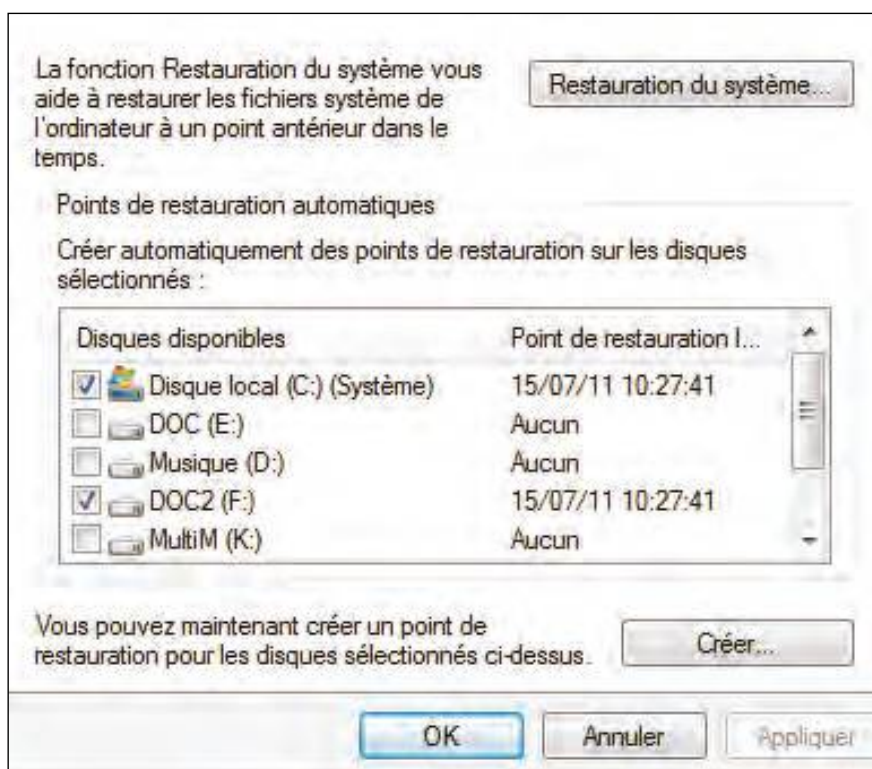 La fonction Restauration du système vous
aide à restaurer les fichiers système de
l'ordinateur à un point antérieur dans le
temps.
Restauration du système...
Points de restauration automatiques
Créer automatiquement des points de restauration sur les disques
sélectionnés :
Disques disponibles Point de restauration l...
Disque local (C:) (Système) 15/07/11 10:27:41
DOC (E:) Aucun
Musique (D:) Aucun
DOC2 (F:) 15/07/11 10:27:41
MultiM (K:) Aucun
Vous pouvez maintenant créer un point de
restauration pour les disques sélectionnés ci-dessus.
Créer...
OK Annuler Appliquer